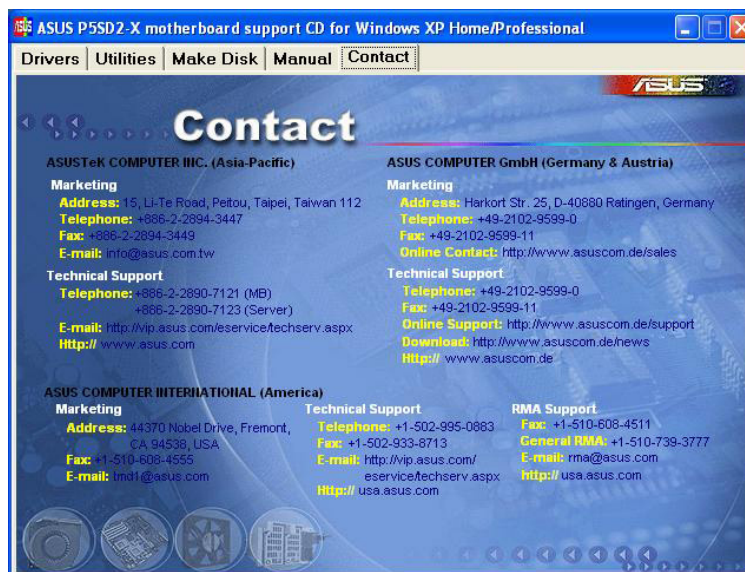 ASUS P5SD2-X motherboard support CD for Windows XP Home/Professional
Drivers Utilities Make Disk Manual Contact
ASUS
Contact
ASUSTeK COMPUTER INC. (Asia-Pacific)
Marketing
Address: 15, Li-Te Road, Peitou, Taipei, Taiwan 112
Telephone: +886-2-2894-3447
Fax: +886-2-2894-3449
E-mail: info@asus.com.tw
Technical Support
Telephone: +886-2-2890-7121 (MB)
+886-2-2890-7123 (Server)
E-mail: http://vip.asus.com/eservice/techserv.aspx
Http:// www.asus.com
ASUS COMPUTER GmbH (Germany & Austria)
Marketing
Address: Harkort Str. 25, D-40880 Ratingen, Germany
Telephone: +49-2102-9599-0
Fax: +49-2102-9599-11
Online Contact: http://www.asuscom.de/sales
Technical Support
Telephone: +49-2102-9599-0
Fax: +49-2102-9599-11
Online Support: http://www.asuscom.de/support
Download: http://www.asuscom.de/news
Http:// www.asuscom.de
ASUS COMPUTER INTERNATIONAL (America)
Marketing
Address: 44370 Nobel Drive, Fremont,
CA 94538, USA
Fax: +1-510-608-4555
E-mail: tmd1@asus.com
Technical Support
Telephone: +1-502-995-0883
Fax: +1-502-933-8713
E-mail: http://vip.asus.com/
eservice/techserv.aspx
Http:// usa.asus.com
RMA Support
Fax: +1-510-608-4511
General RMA: +1-510-739-3777
E-mail: rma@asus.com
http:// usa.asus.com